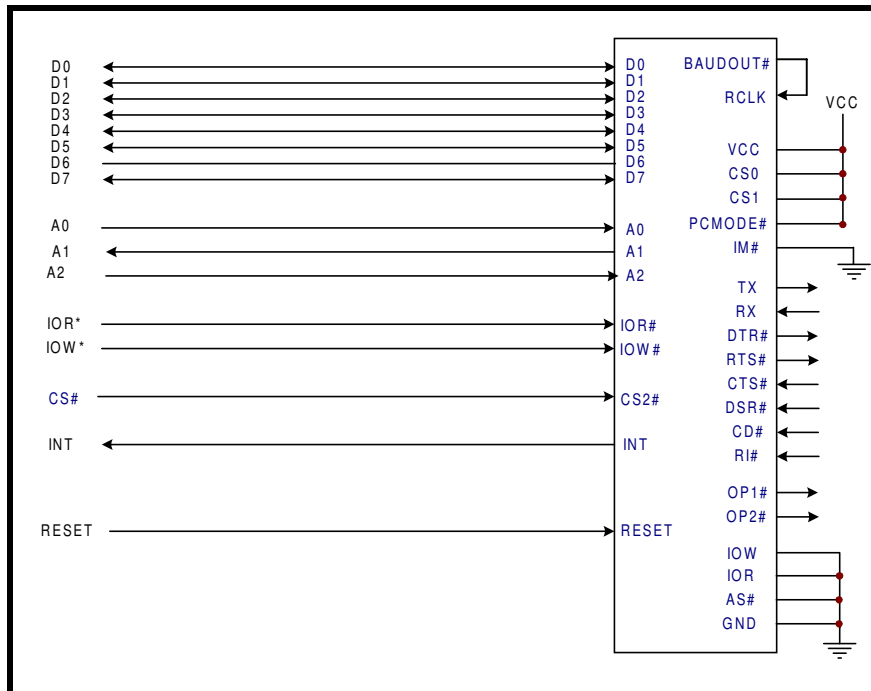 D0
D1
D2
D3
D4
D5
D6
D7
A0
A1
A2
IOR*
IOW*
CS#
INT
RESET
D0
D1
D2
D3
D4
D5
D6
D7
A0
A1
A2
IOR#
IOW#
CS2#
INT
RESET
BAUDOUT#
RCLK
VCC
CS0
CS1
PCMODE#
IM#
TX
RX
DTR#
RTS#
CTS#
DSR#
CD#
RI#
OP1#
OP2#
IOW
IOR
AS#
GND
VCC